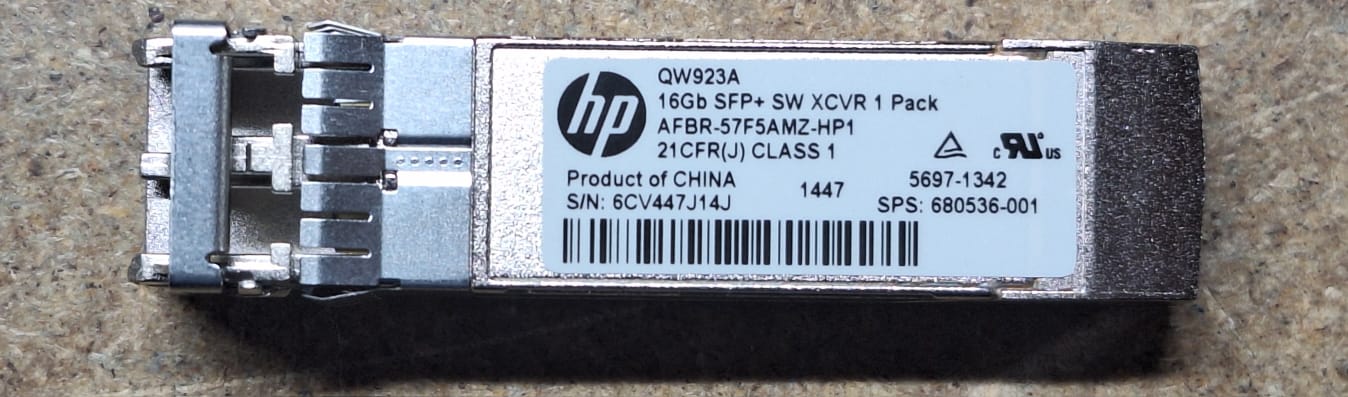 hp
QW923A
16Gb SFP+ SW XCVR 1 Pack
AFBR-57F5AMZ-HP1
21CFR(J) CLASS 1
c RU US
Product of CHINA 1447 5697-1342
S/N: 6CV447J14J SPS: 680536-001